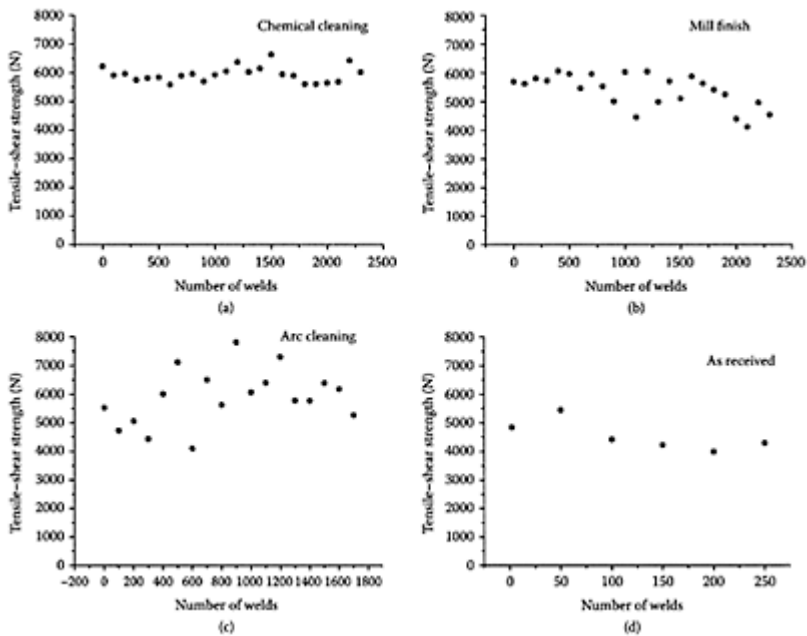 Chemical cleaning
Tensile–shear strength (N)
8000
7000
6000
5000
4000
3000
2000
1000
0
0 500 1000 1500 2000 2500
Number of welds
(a)
Mill finish
Tensile–shear strength (N)
8000
7000
6000
5000
4000
3000
2000
1000
0
0 500 1000 1500 2000 2500
Number of welds
(b)
Arc cleaning
Tensile–shear strength (N)
8000
7000
6000
5000
4000
3000
2000
1000
0
−200 0 200 400 600 800 1000 1200 1400 1600 1800
Number of welds
(c)
As received
Tensile–shear strength (N)
8000
7000
6000
5000
4000
3000
2000
1000
0
0 50 100 150 200 250
Number of welds
(d)